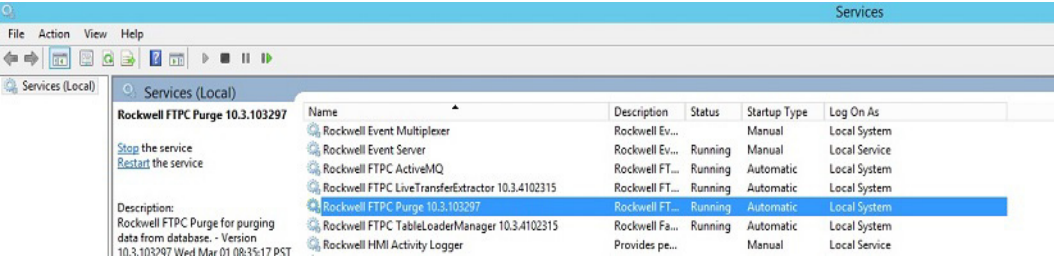 Services
File Action View Help
Services (Local)
Services (Local)
Rockwell FTPC Purge 10.3.103297
Stop the service
Restart the service
Description:
Rockwell FTPC Purge for purging
data from database. - Version
10.3.103297 Wed Mar 01 08:35:17 PST
Name Description Status Startup Type Log On As
Rockwell Event Multiplexer Rockwell Ev... Manual Local System
Rockwell Event Server Rockwell Ev... Running Manual Local Service
Rockwell FTPC ActiveMQ Rockwell FT... Running Automatic Local System
Rockwell FTPC LiveTransferExtractor 10.3.4102315 Rockwell FT... Running Automatic Local System
Rockwell FTPC Purge 10.3.103297 Rockwell FT... Running Automatic Local System
Rockwell FTPC TableLoaderManager 10.3.4102315 Rockwell Fa... Running Automatic Local System
Rockwell HMI Activity Logger Provides pe... Manual Local Service